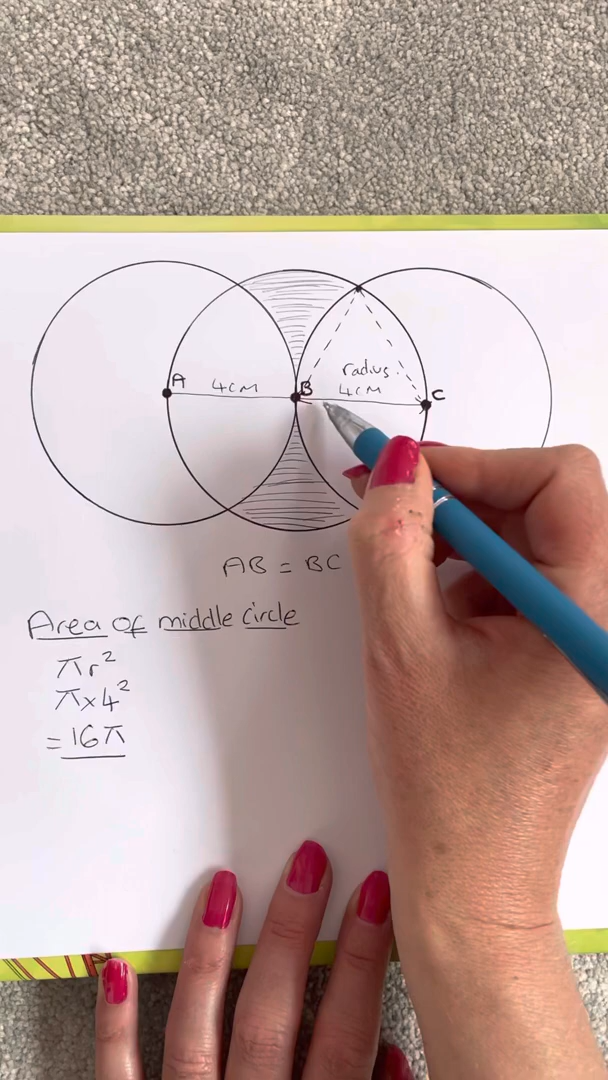 A 4cm B radius. 4cm C
AB = BC
Area of middle circle
πr²
π×4²
= 16π